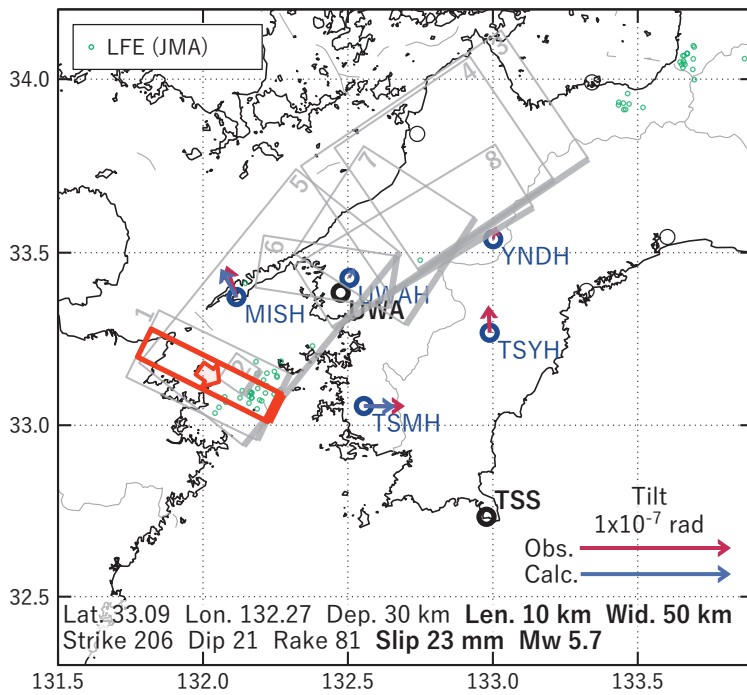 LFE (JMA)
34.0
33.5
33.0
32.5
131.5
132.0
132.5
133.0
133.5
1
2
3
4
5
6
7
8
MISH
UWAH
UWA
YNDH
TSYH
TSMH
TSS
Tilt
1x10⁻⁷ rad
Obs.
Calc.
Lat. 33.09 Lon. 132.27 Dep. 30 km Len. 10 km Wid. 50 km
Strike 206 Dip 21 Rake 81 Slip 23 mm Mw 5.7